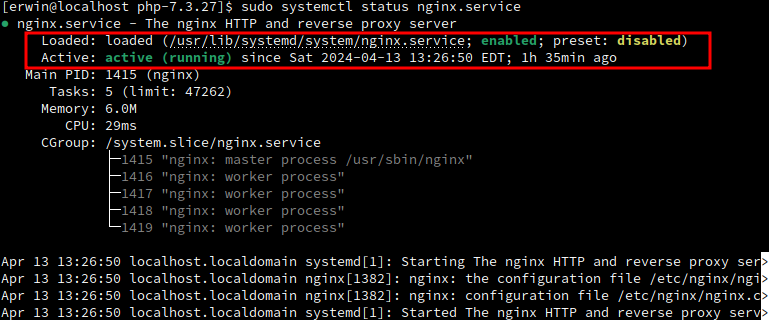 [erwin@localhost php-7.3.27]$ sudo systemctl status nginx.service
● nginx.service - The nginx HTTP and reverse proxy server
Loaded: loaded (/usr/lib/systemd/system/nginx.service; enabled; preset: disabled)
Active: active (running) since Sat 2024-04-13 13:26:50 EDT; 1h 35min ago
Main PID: 1415 (nginx)
Tasks: 5 (limit: 47262)
Memory: 6.0M
CPU: 29ms
CGroup: /system.slice/nginx.service
├─1415 "nginx: master process /usr/sbin/nginx"
├─1416 "nginx: worker process"
├─1417 "nginx: worker process"
├─1418 "nginx: worker process"
└─1419 "nginx: worker process"
Apr 13 13:26:50 localhost.localdomain systemd[1]: Starting The nginx HTTP and reverse proxy ser>
Apr 13 13:26:50 localhost.localdomain nginx[1382]: nginx: the configuration file /etc/nginx/ngi>
Apr 13 13:26:50 localhost.localdomain nginx[1382]: nginx: configuration file /etc/nginx/nginx.c>
Apr 13 13:26:50 localhost.localdomain systemd[1]: Started The nginx HTTP and reverse proxy serv>